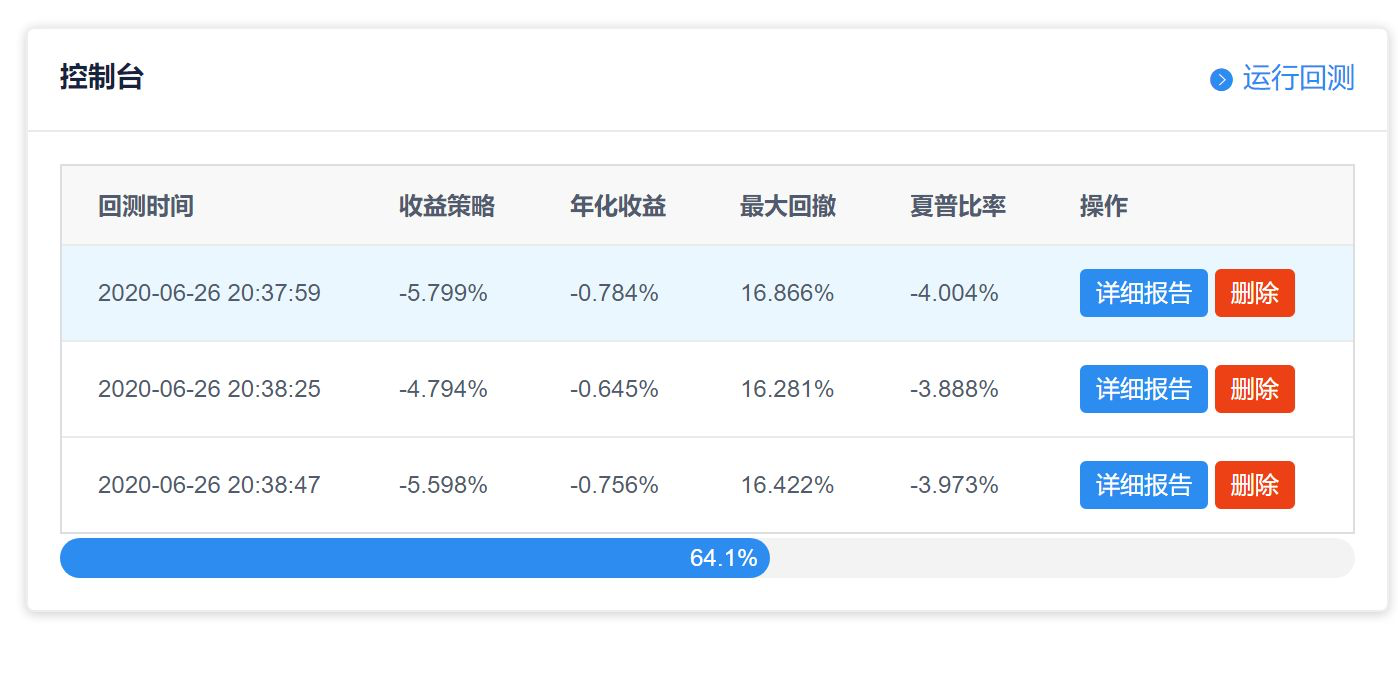 控制台
运行回测
回测时间 收益策略 年化收益 最大回撤 夏普比率 操作
2020-06-26 20:37:59 -5.799% -0.784% 16.866% -4.004% 详细报告 删除
2020-06-26 20:38:25 -4.794% -0.645% 16.281% -3.888% 详细报告 删除
2020-06-26 20:38:47 -5.598% -0.756% 16.422% -3.973% 详细报告 删除
64.1%